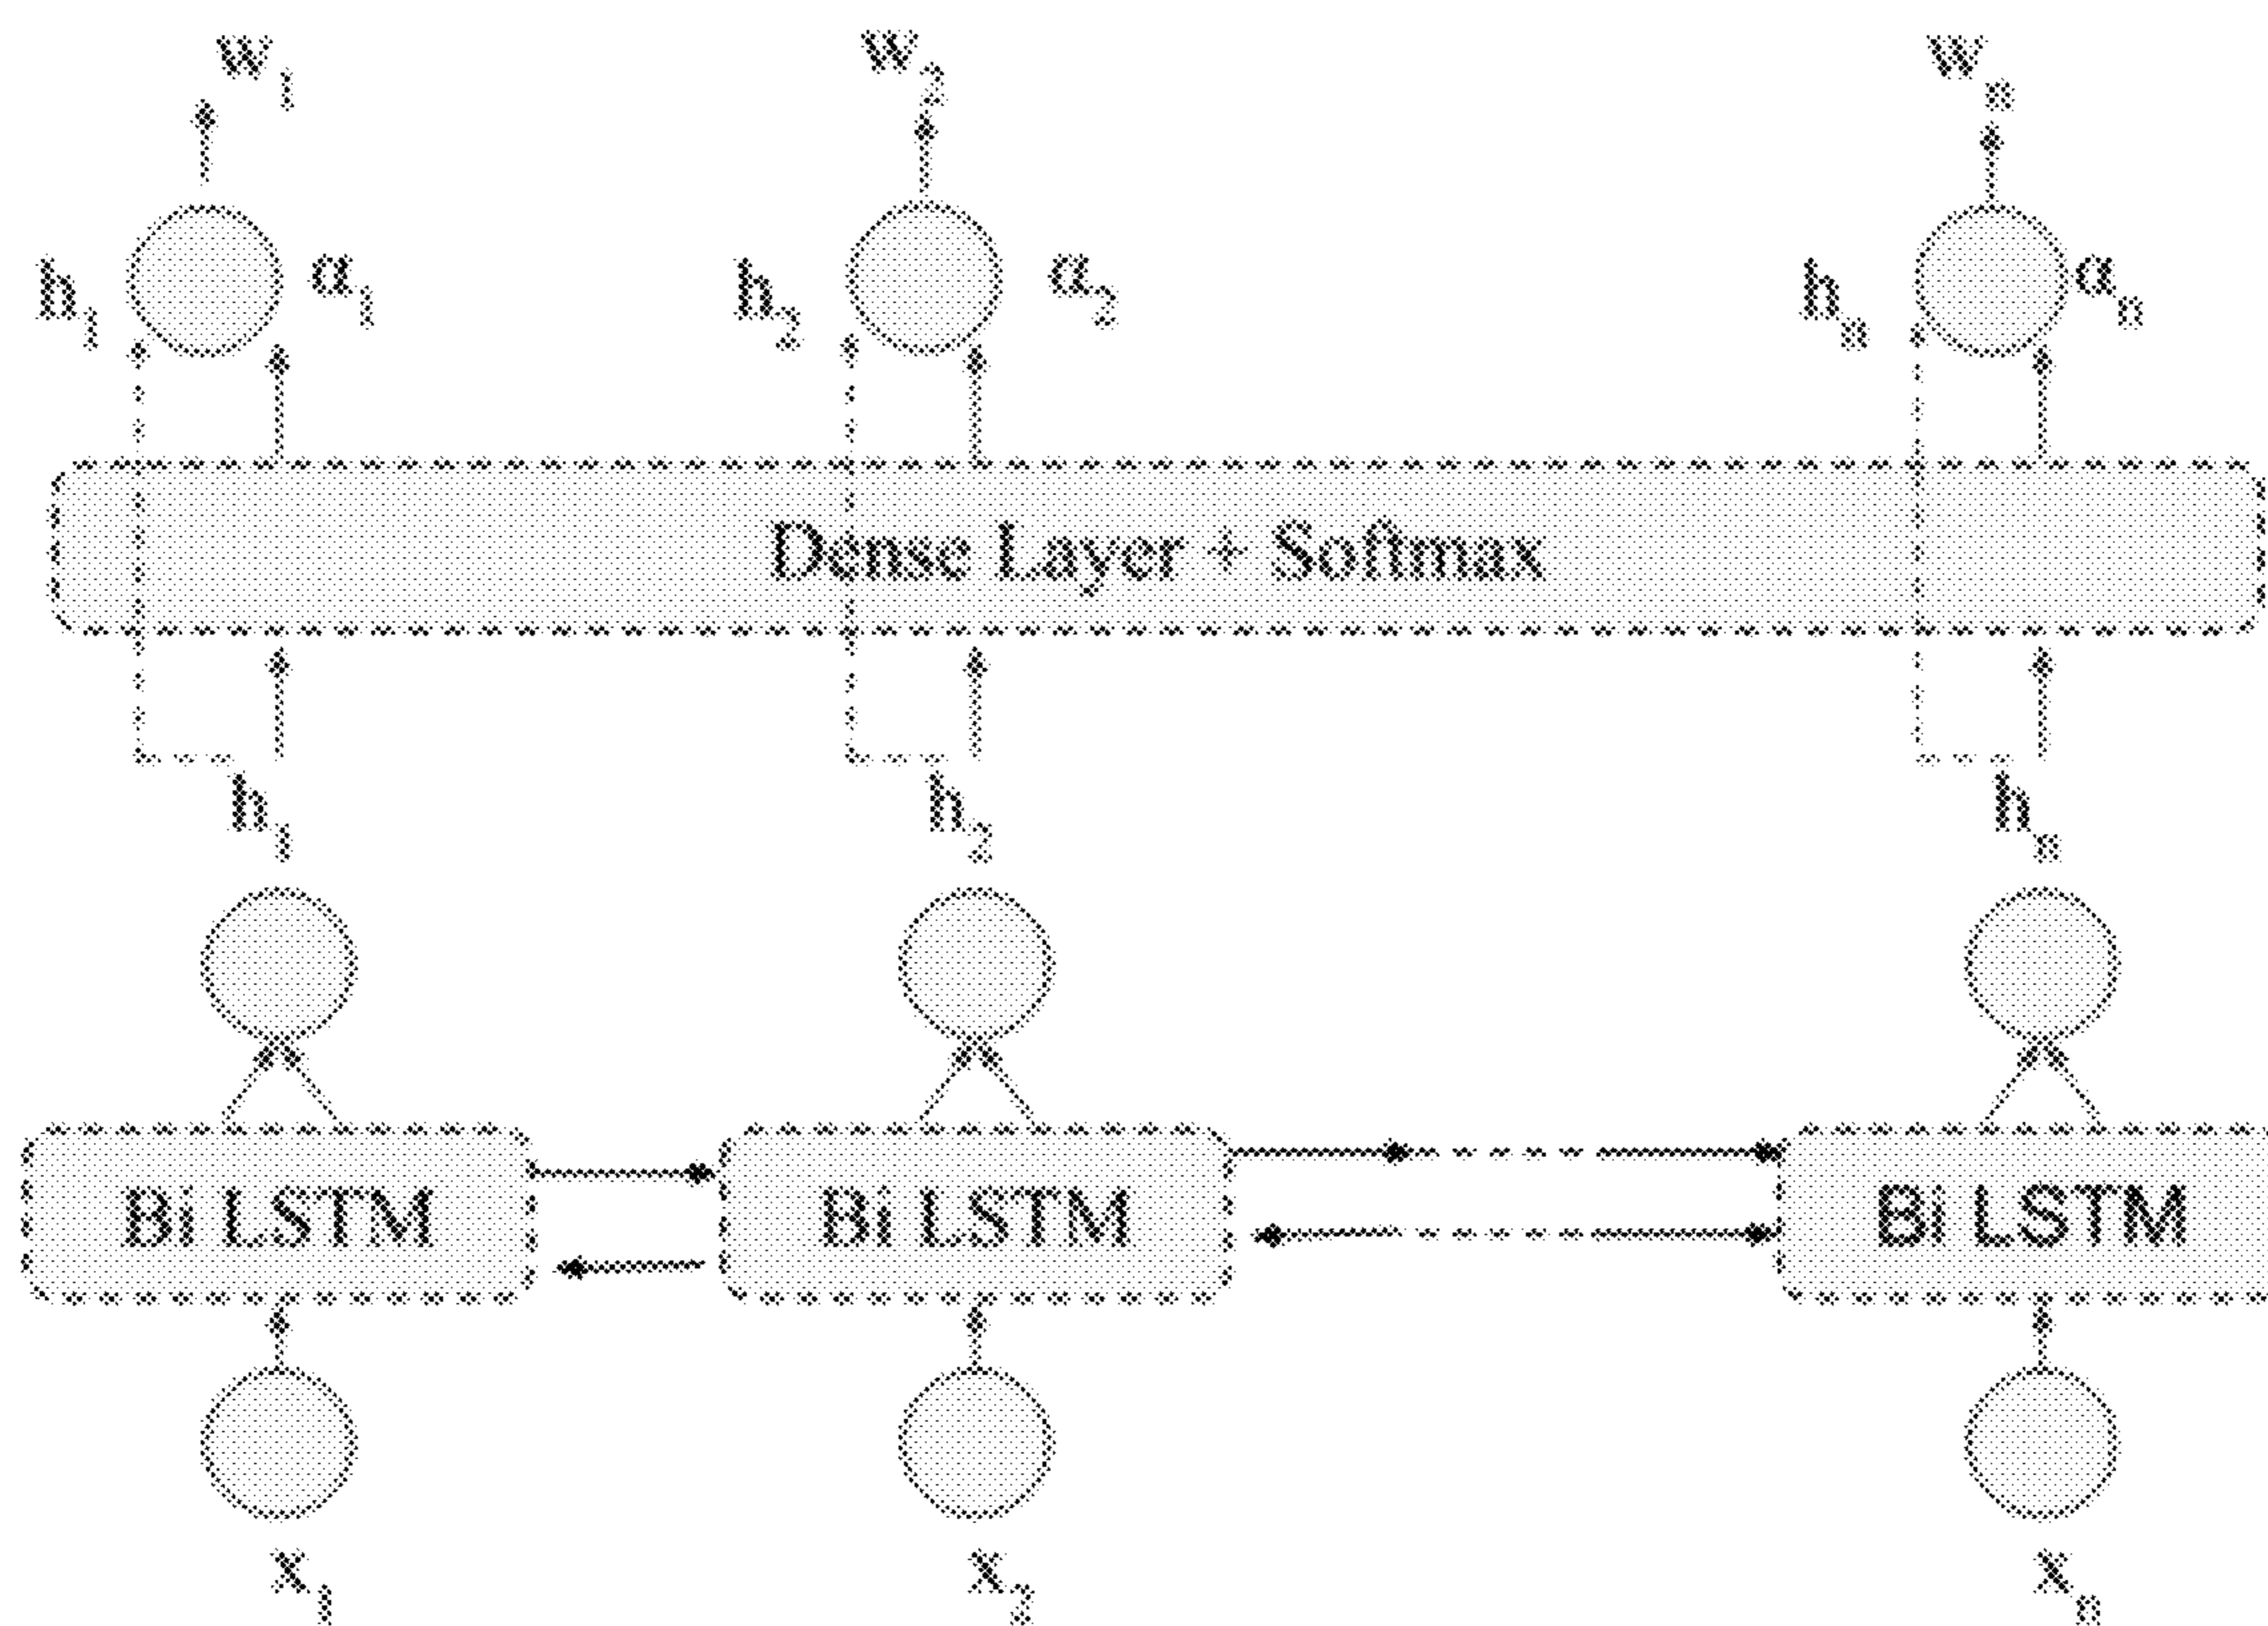 w1 w2 wn
h1 α1 h2 α2 hn αn
Dense Layer + Softmax
h1 h2 hn
Bi LSTM Bi LSTM Bi LSTM
x1 x2 xn